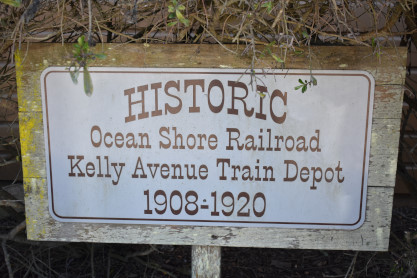 HISTORIC
Ocean Shore Railroad
Kelly Avenue Train Depot
1908-1920